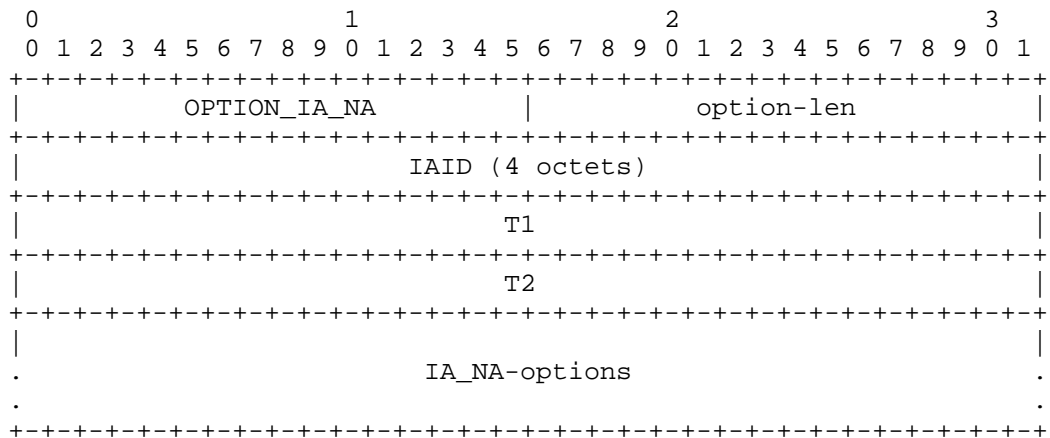 0                   1                   2                   3
 0 1 2 3 4 5 6 7 8 9 0 1 2 3 4 5 6 7 8 9 0 1 2 3 4 5 6 7 8 9 0 1
+-+-+-+-+-+-+-+-+-+-+-+-+-+-+-+-+-+-+-+-+-+-+-+-+-+-+-+-+-+-+-+-+
|          OPTION_IA_NA         |          option-len           |
+-+-+-+-+-+-+-+-+-+-+-+-+-+-+-+-+-+-+-+-+-+-+-+-+-+-+-+-+-+-+-+-+
|                        IAID (4 octets)                        |
+-+-+-+-+-+-+-+-+-+-+-+-+-+-+-+-+-+-+-+-+-+-+-+-+-+-+-+-+-+-+-+-+
|                              T1                               |
+-+-+-+-+-+-+-+-+-+-+-+-+-+-+-+-+-+-+-+-+-+-+-+-+-+-+-+-+-+-+-+-+
|                              T2                               |
+-+-+-+-+-+-+-+-+-+-+-+-+-+-+-+-+-+-+-+-+-+-+-+-+-+-+-+-+-+-+-+-+
|                                                               |
.                         IA_NA-options                         .
.                                                               .
+-+-+-+-+-+-+-+-+-+-+-+-+-+-+-+-+-+-+-+-+-+-+-+-+-+-+-+-+-+-+-+-+